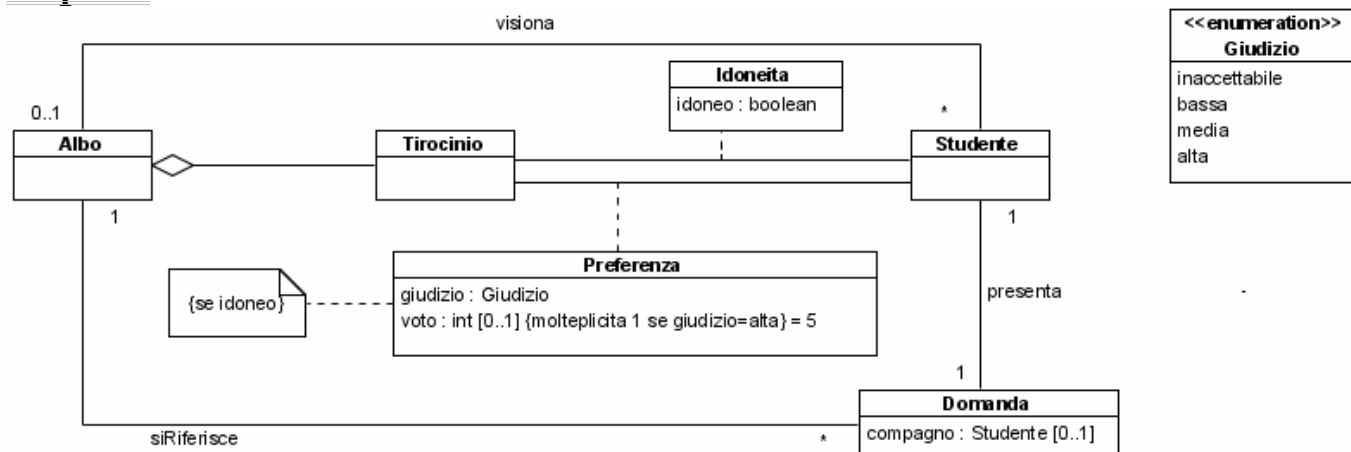 visiona
<<enumeration>>
Giudizio
inaccettabile
bassa
media
alta
Idoneita
idoneo : boolean
0..1
*
Albo
Tirocinio
Studente
1
1
Preferenza
giudizio : Giudizio
voto : int [0..1] {molteplicita 1 se giudizio=alta} = 5
{se idoneo}
presenta
-
1
Domanda
compagno : Studente [0..1]
siRiferisce
*